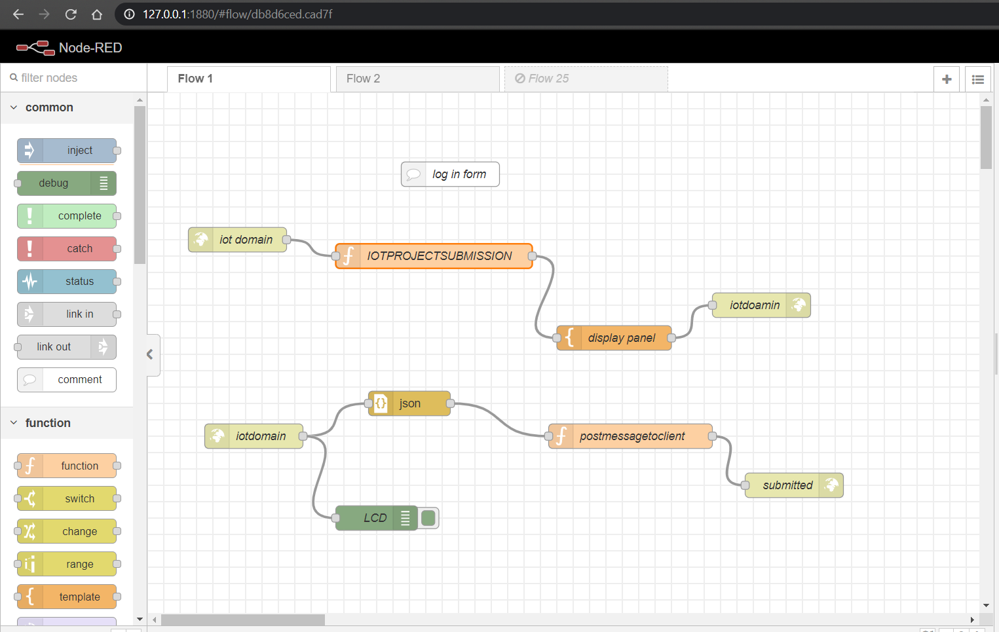 127.0.0.1:1880/#flow/db8d6ced.cad7f
Node-RED
filter nodes
Flow 1
Flow 2
Flow 25
common
inject
debug
complete
catch
status
link in
link out
comment
function
function
switch
change
range
template
log in form
iot domain
IOTPROJECTSUBMISSION
iotdoamin
display panel
json
iotdomain
postmessagetoclient
submitted
LCD